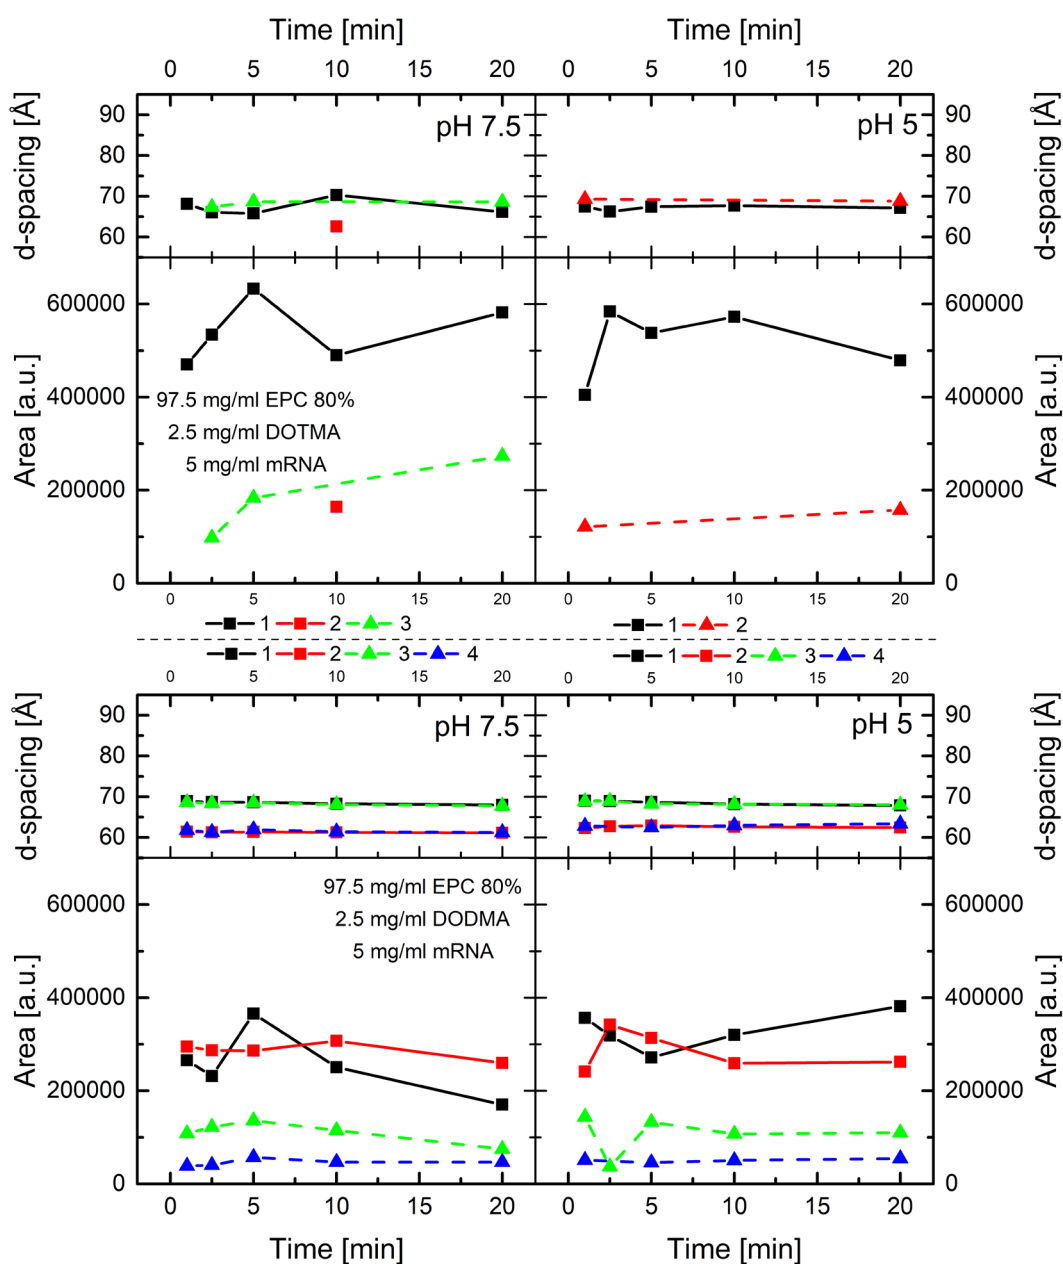 Time [min] Time [min]
0 5 10 15 20 0 5 10 15 20
d-spacing [Å] 90 80 70 60 pH 7.5 pH 5 90 80 70 60 d-spacing [Å]
Area [a.u.] 600000 400000 200000 0 600000 400000 200000 0 Area [a.u.]
97.5 mg/ml EPC 80%
2.5 mg/ml DOTMA
5 mg/ml mRNA
0 5 10 15 20 0 5 10 15 20
1 2 3 1 2
1 2 3 4 1 2 3 4
0 5 10 15 20 0 5 10 15 20
d-spacing [Å] 90 80 70 60 pH 7.5 pH 5 90 80 70 60 d-spacing [Å]
97.5 mg/ml EPC 80%
2.5 mg/ml DODMA
5 mg/ml mRNA
Area [a.u.] 600000 400000 200000 0 600000 400000 200000 0 Area [a.u.]
0 5 10 15 20 0 5 10 15 20
Time [min] Time [min]